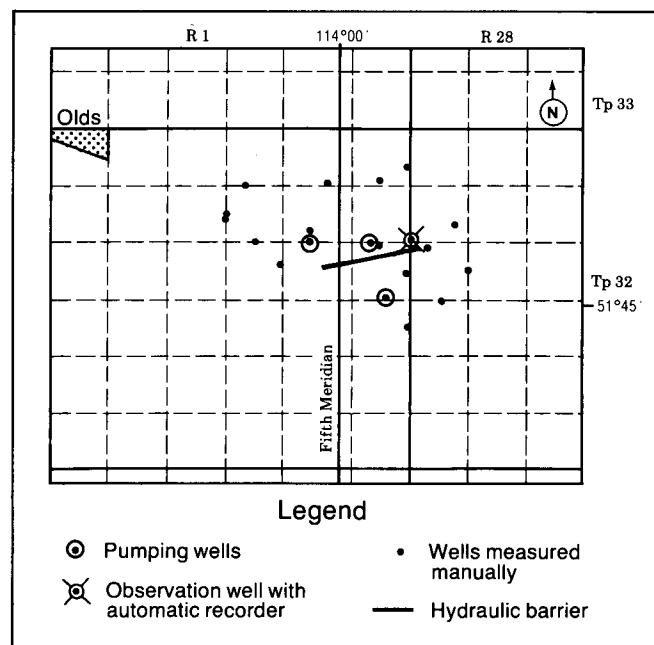 R 1 114°00' R 28
Tp 33
N
Olds
Tp 32
51°45'
Fifth Meridian
Legend
Pumping wells
Wells measured
manually
Observation well with
automatic recorder
Hydraulic barrier